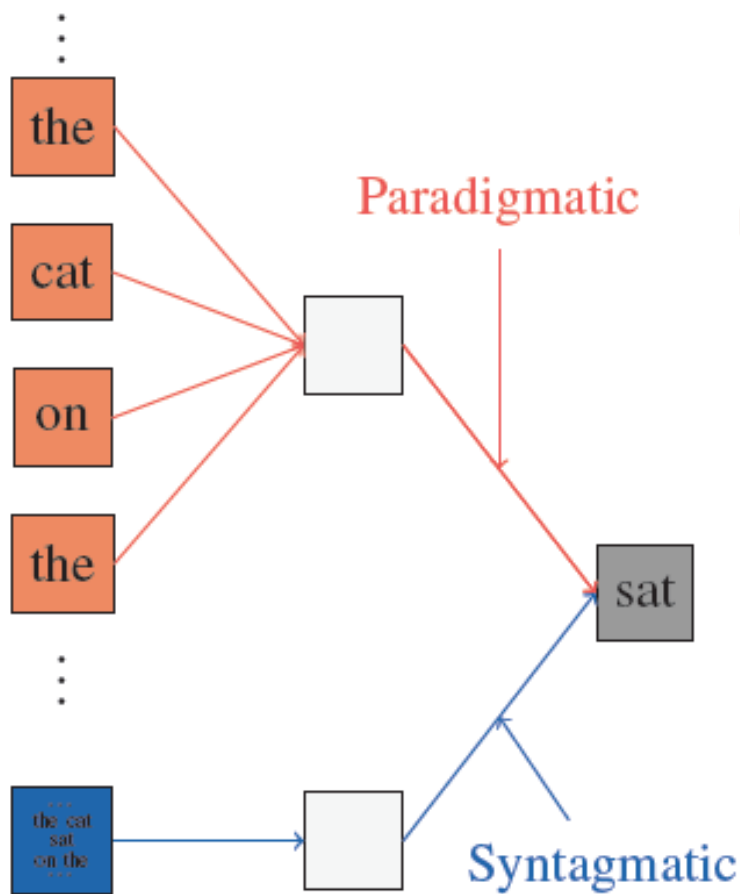 the
Paradigmatic
cat
on
the
sat
the cat
sat
on the
Syntagmatic